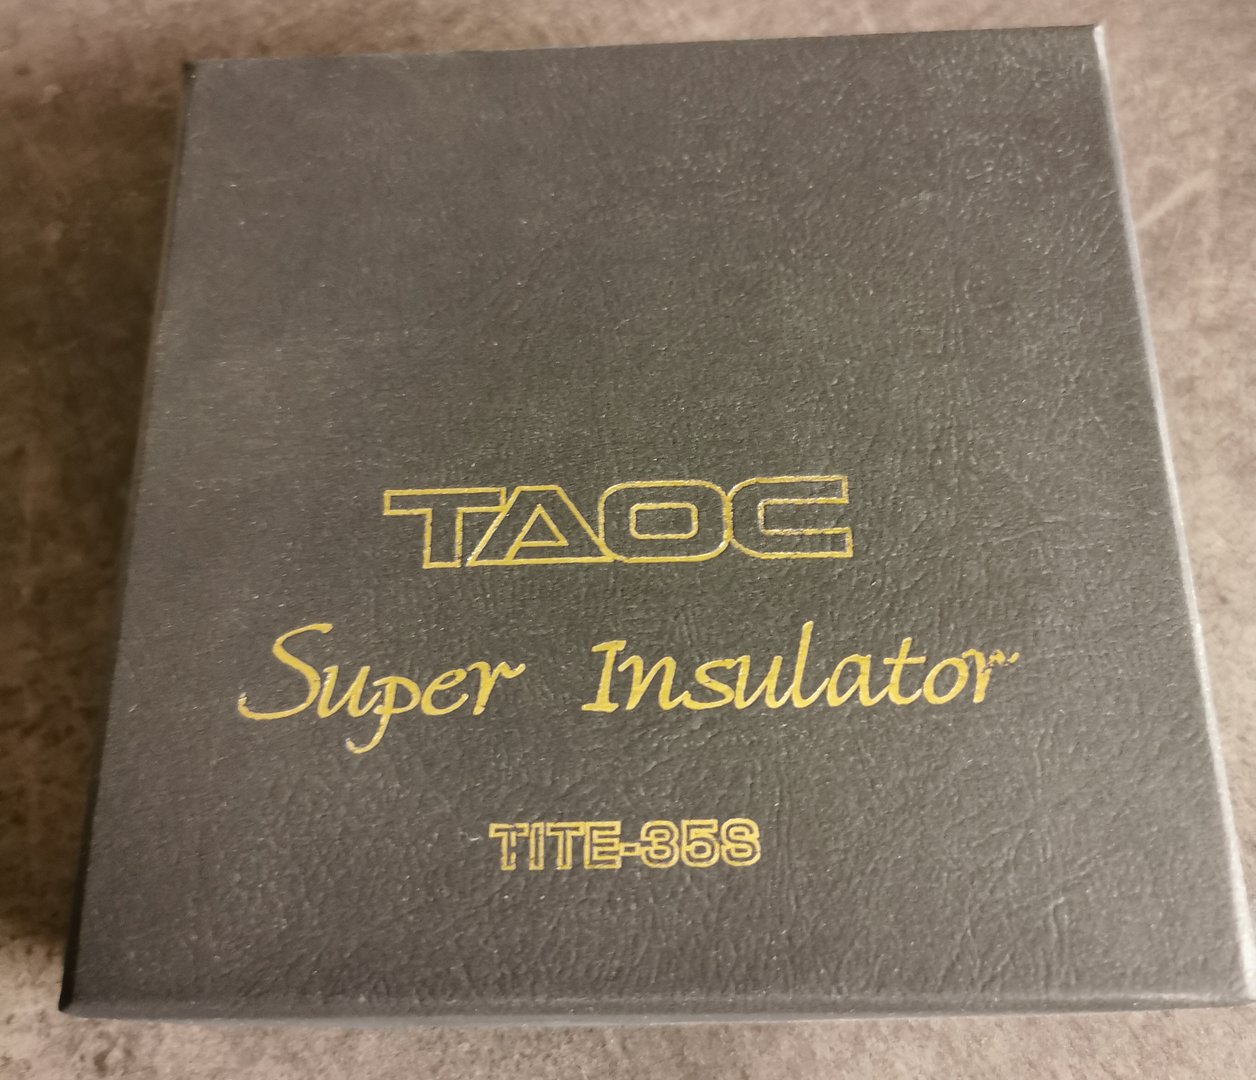 TAOC
Super Insulator
TITE-35S